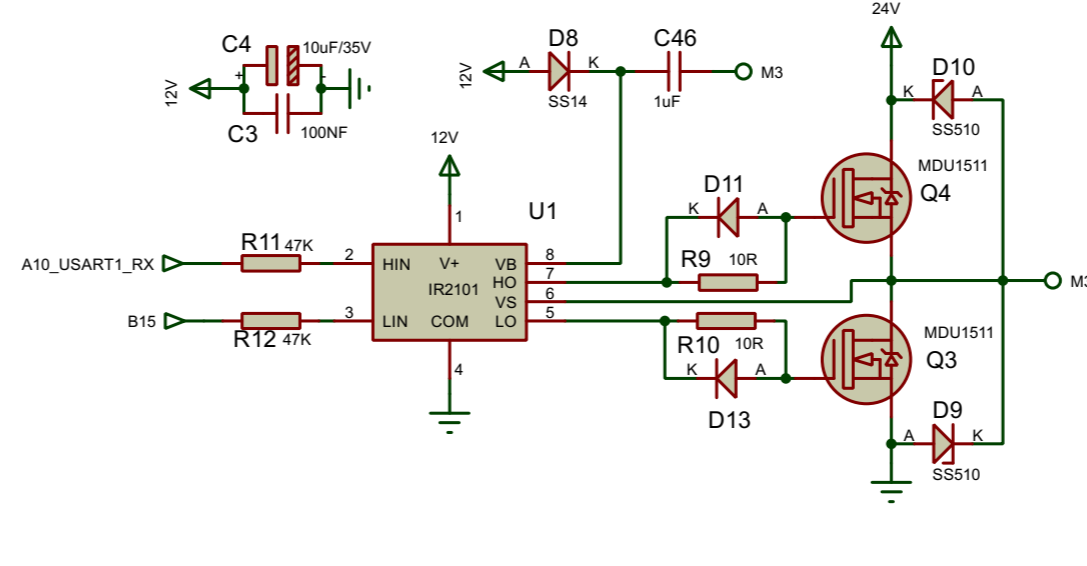 24V
C4
10uF/35V
+
-
12V
C3
100NF
D8
12V
A
K
SS14
C46
1uF
M3
D10
K
A
SS510
12V
1
U1
D11
K
A
MDU1511
Q4
A10_USART1_RX
R11
47K
2
HIN
V+
VB
8
R9
10R
HO
7
IR2101
VS
6
M3
B15
R12
47K
3
LIN
COM
LO
5
R10
10R
MDU1511
Q3
4
K
A
D13
D9
A
K
SS510